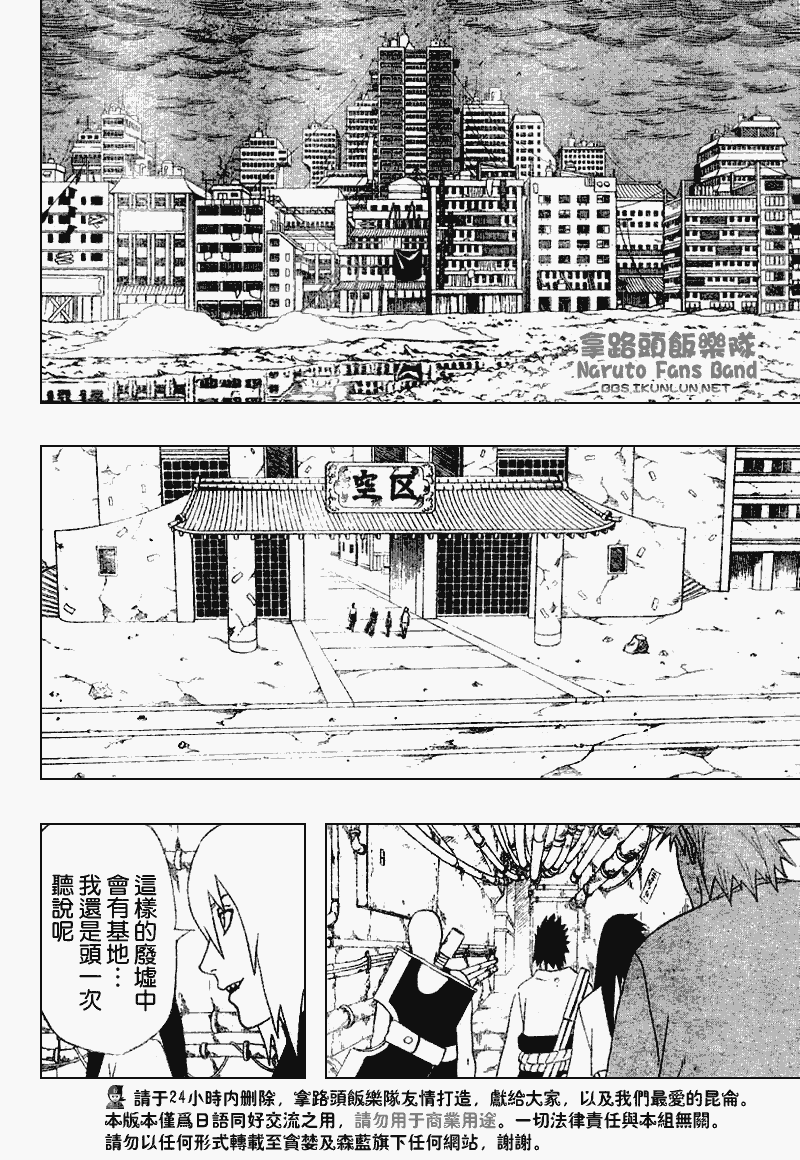 拿路頭飯樂隊
Naruto Fans Band
BBS.IKUNLUN.NET
空区
這樣的廢墟中
會有基地…
我還是頭一次
聽說呢
請于24小時内刪除，拿路頭飯樂隊友情打造，獻給大家，以及我們最愛的昆侖。
本版本僅爲日語同好交流之用，請勿用于商業用途。一切法律責任與本組無關。
請勿以任何形式轉載至貪婪及森藍旗下任何網站，謝謝。